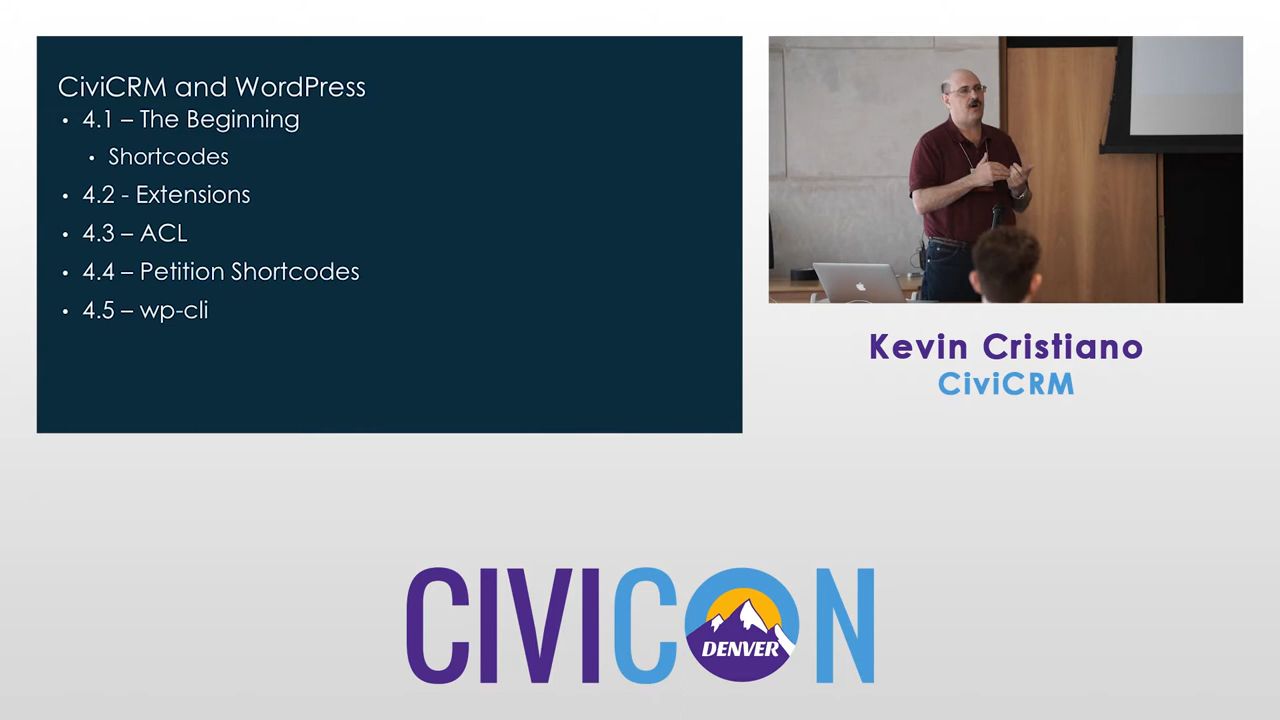 CiviCRM and WordPress
• 4.1 – The Beginning
• Shortcodes
• 4.2 - Extensions
• 4.3 – ACL
• 4.4 – Petition Shortcodes
• 4.5 – wp-cli
Kevin Cristiano
CiviCRM
CIVICON
DENVER